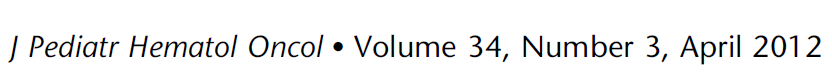 J Pediatr Hematol Oncol • Volume 34, Number 3, April 2012